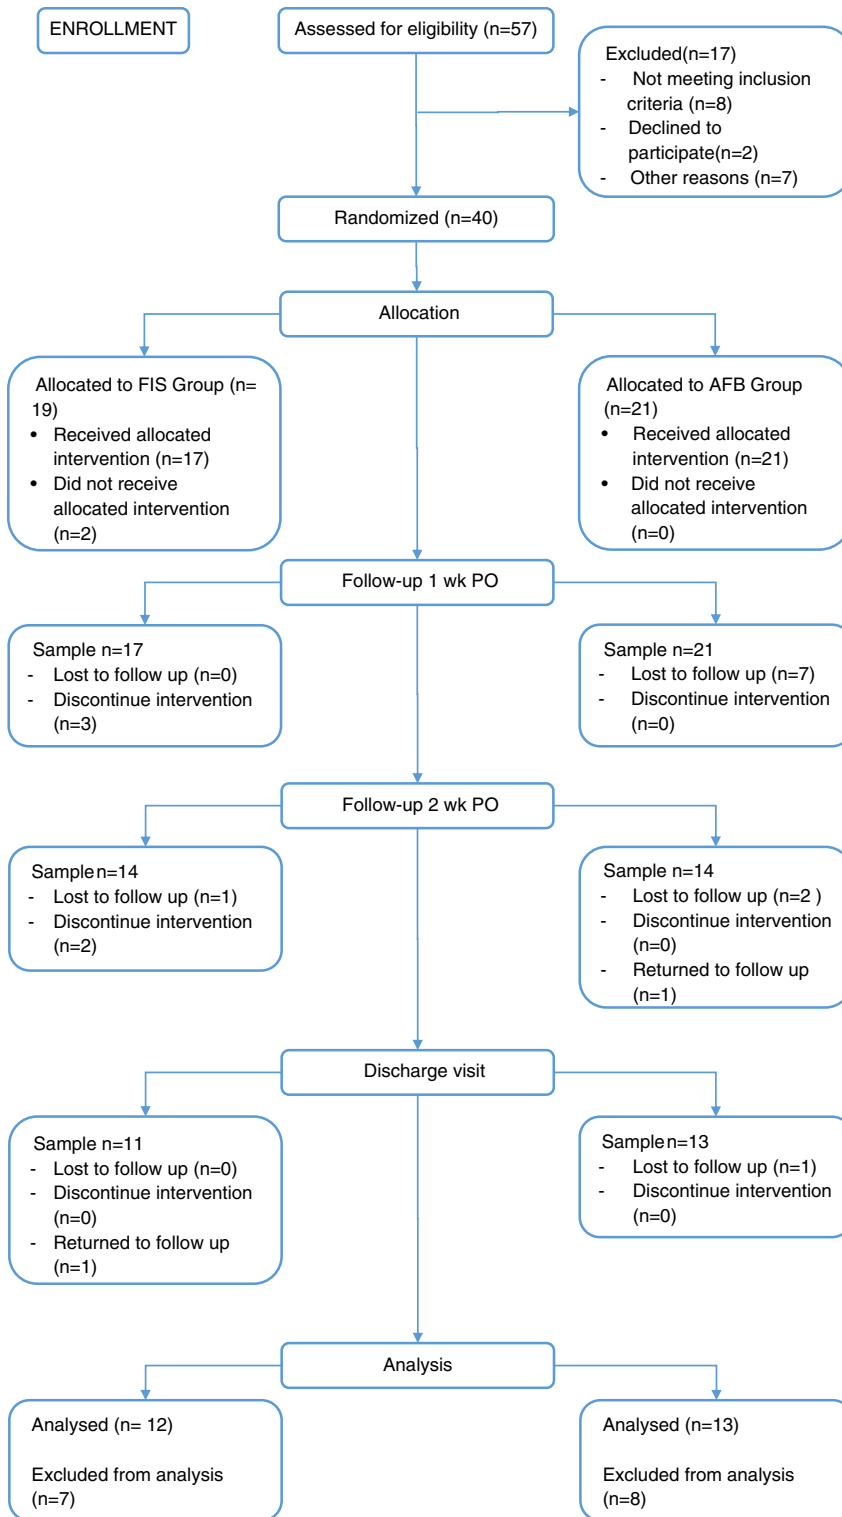 ENROLLMENT
Assessed for eligibility (n=57)
Excluded(n=17)
- Not meeting inclusion
criteria (n=8)
- Declined to
participate(n=2)
- Other reasons (n=7)
Randomized (n=40)
Allocation
Allocated to FIS Group (n=
19)
• Received allocated
intervention (n=17)
• Did not receive
allocated intervention
(n=2)
Allocated to AFB Group
(n=21)
• Received allocated
intervention (n=21)
• Did not receive
allocated intervention
(n=0)
Follow-up 1 wk PO
Sample n=17
- Lost to follow up (n=0)
- Discontinue intervention
(n=3)
Sample n=21
- Lost to follow up (n=7)
- Discontinue intervention
(n=0)
Follow-up 2 wk PO
Sample n=14
- Lost to follow up (n=1)
- Discontinue intervention
(n=2)
Sample n=14
- Lost to follow up (n=2 )
- Discontinue intervention
(n=0)
- Returned to follow up
(n=1)
Discharge visit
Sample n=11
- Lost to follow up (n=0)
- Discontinue intervention
(n=0)
- Returned to follow up
(n=1)
Sample n=13
- Lost to follow up (n=1)
- Discontinue intervention
(n=0)
Analysis
Analysed (n= 12)
Excluded from analysis
(n=7)
Analysed (n=13)
Excluded from analysis
(n=8)